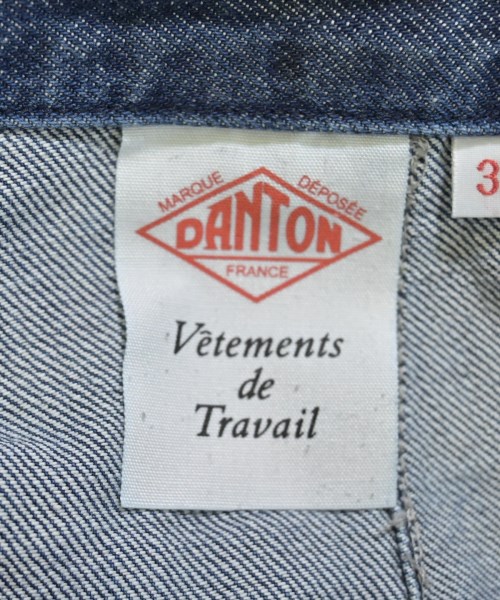 MARQUE DÉPOSÉE
DANTON
FRANCE
Vêtements
de
Travail
3